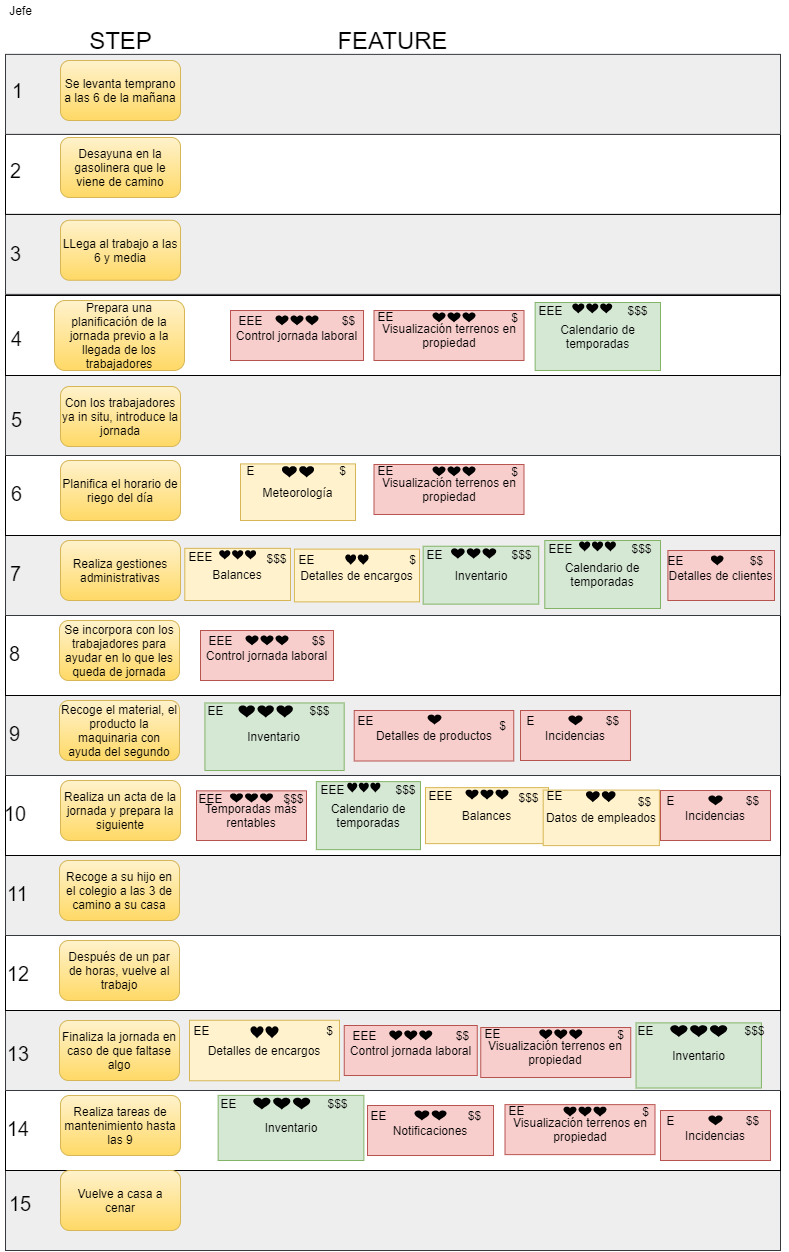 Jefe
STEP FEATURE
1
Se levanta temprano
a las 6 de la mañana
2
Desayuna en la
gasolinera que le
viene de camino
3
LLega al trabajo a las
6 y media
4
Prepara una
planificación de la
jornada previo a la
llegada de los
trabajadores
EEE $$
Control jornada laboral
EE $
Visualización terrenos en
propiedad
EEE $$$
Calendario de
temporadas
5
Con los trabajadores
ya in situ, introduce la
jornada
6
Planifica el horario de
riego del día
E $
Meteorología
EE $
Visualización terrenos en
propiedad
7
Realiza gestiones
administrativas
EEE $$$
Balances
EE $
Detalles de encargos
EE $$$
Inventario
EEE $$$
Calendario de
temporadas
EE $$
Detalles de clientes
8
Se incorpora con los
trabajadores para
ayudar en lo que les
queda de jornada
EEE $$
Control jornada laboral
9
Recoge el material, el
producto la
maquinaria con
ayuda del segundo
EE $$$
Inventario
EE $
Detalles de productos
E $$
Incidencias
10
Realiza un acta de la
jornada y prepara la
siguiente
EEE $$$
Temporadas más
rentables
EEE $$$
Calendario de
temporadas
EEE $$$
Balances
EE $$
Datos de empleados
E $$
Incidencias
11
Recoge a su hijo en
el colegio a las 3 de
camino a su casa
12
Después de un par
de horas, vuelve al
trabajo
13
Finaliza la jornada en
caso de que faltase
algo
EE $
Detalles de encargos
EEE $$
Control jornada laboral
EE $
Visualización terrenos en
propiedad
EE $$$
Inventario
14
Realiza tareas de
mantenimiento hasta
las 9
EE $$$
Inventario
EE $$
Notificaciones
EE $
Visualización terrenos en
propiedad
E $$
Incidencias
15
Vuelve a casa a
cenar